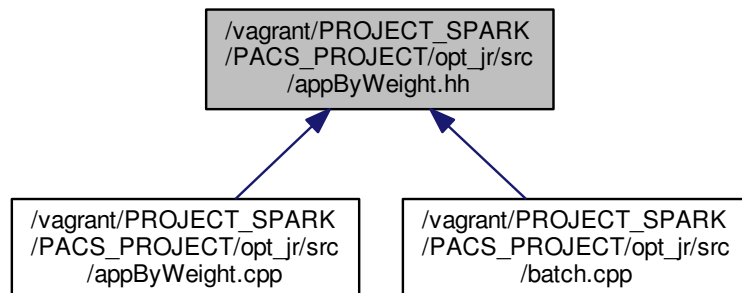 /vagrant/PROJECT_SPARK
/PACS_PROJECT/opt_jr/src
/appByWeight.hh
/vagrant/PROJECT_SPARK
/PACS_PROJECT/opt_jr/src
/appByWeight.cpp
/vagrant/PROJECT_SPARK
/PACS_PROJECT/opt_jr/src
/batch.cpp